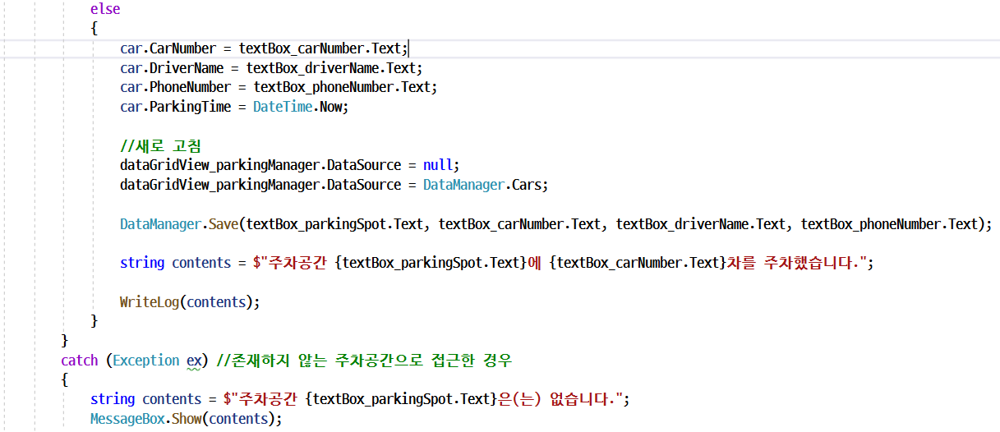 else
{
car.CarNumber = textBox_carNumber.Text;
car.DriverName = textBox_driverName.Text;
car.PhoneNumber = textBox_phoneNumber.Text;
car.ParkingTime = DateTime.Now;
//새로 고침
dataGridView_parkingManager.DataSource = null;
dataGridView_parkingManager.DataSource = DataManager.Cars;
DataManager.Save(textBox_parkingSpot.Text, textBox_carNumber.Text, textBox_driverName.Text, textBox_phoneNumber.Text);
string contents = $"주차공간 {textBox_parkingSpot.Text}에 {textBox_carNumber.Text}차를 주차했습니다.";
WriteLog(contents);
}
}
catch (Exception ex) //존재하지 않는 주차공간으로 접근한 경우
{
string contents = $"주차공간 {textBox_parkingSpot.Text}은(는) 없습니다.";
MessageBox.Show(contents);